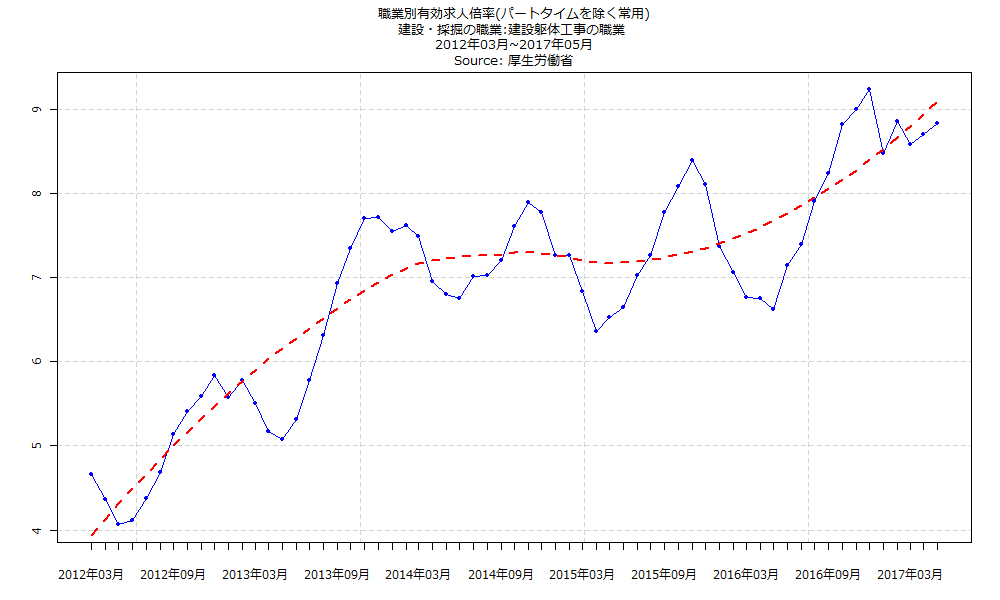 職業別有効求人倍率(パートタイムを除く常用)
建設・採掘の職業:建設躯体工事の職業
2012年03月~2017年05月
Source: 厚生労働省
9
8
7
6
5
4
2012年03月 2012年09月 2013年03月 2013年09月 2014年03月 2014年09月 2015年03月 2015年09月 2016年03月 2016年09月 2017年03月